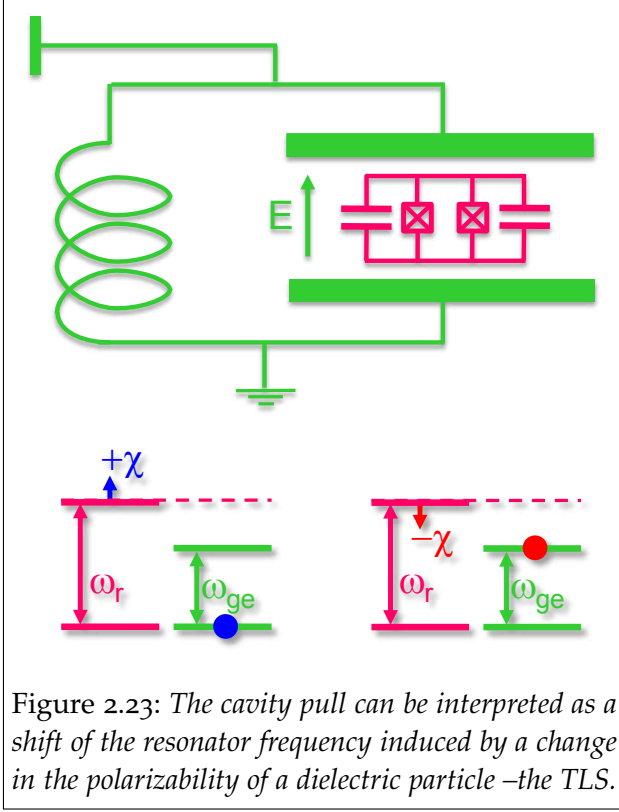 E
+χ
−χ
ωr
ωge
ωr
ωge
Figure 2.23: The cavity pull can be interpreted as a
shift of the resonator frequency induced by a change
in the polarizability of a dielectric particle –the TLS.